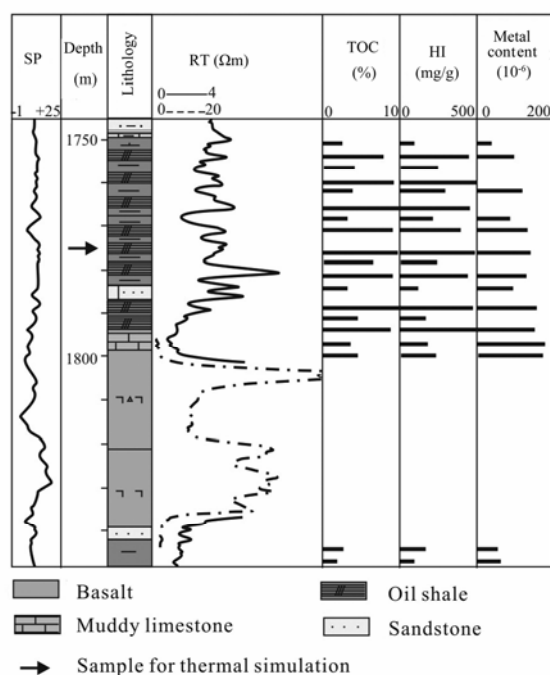 SP
Depth
(m)
Lithology
RT (Ωm)
TOC
(%)
HI
(mg/g)
Metal
content
(10⁻⁶)
-1 +25
0 4
0 20
0 10
0 500
0 200
1750
1800
Basalt
Oil shale
Muddy limestone
Sandstone
Sample for thermal simulation